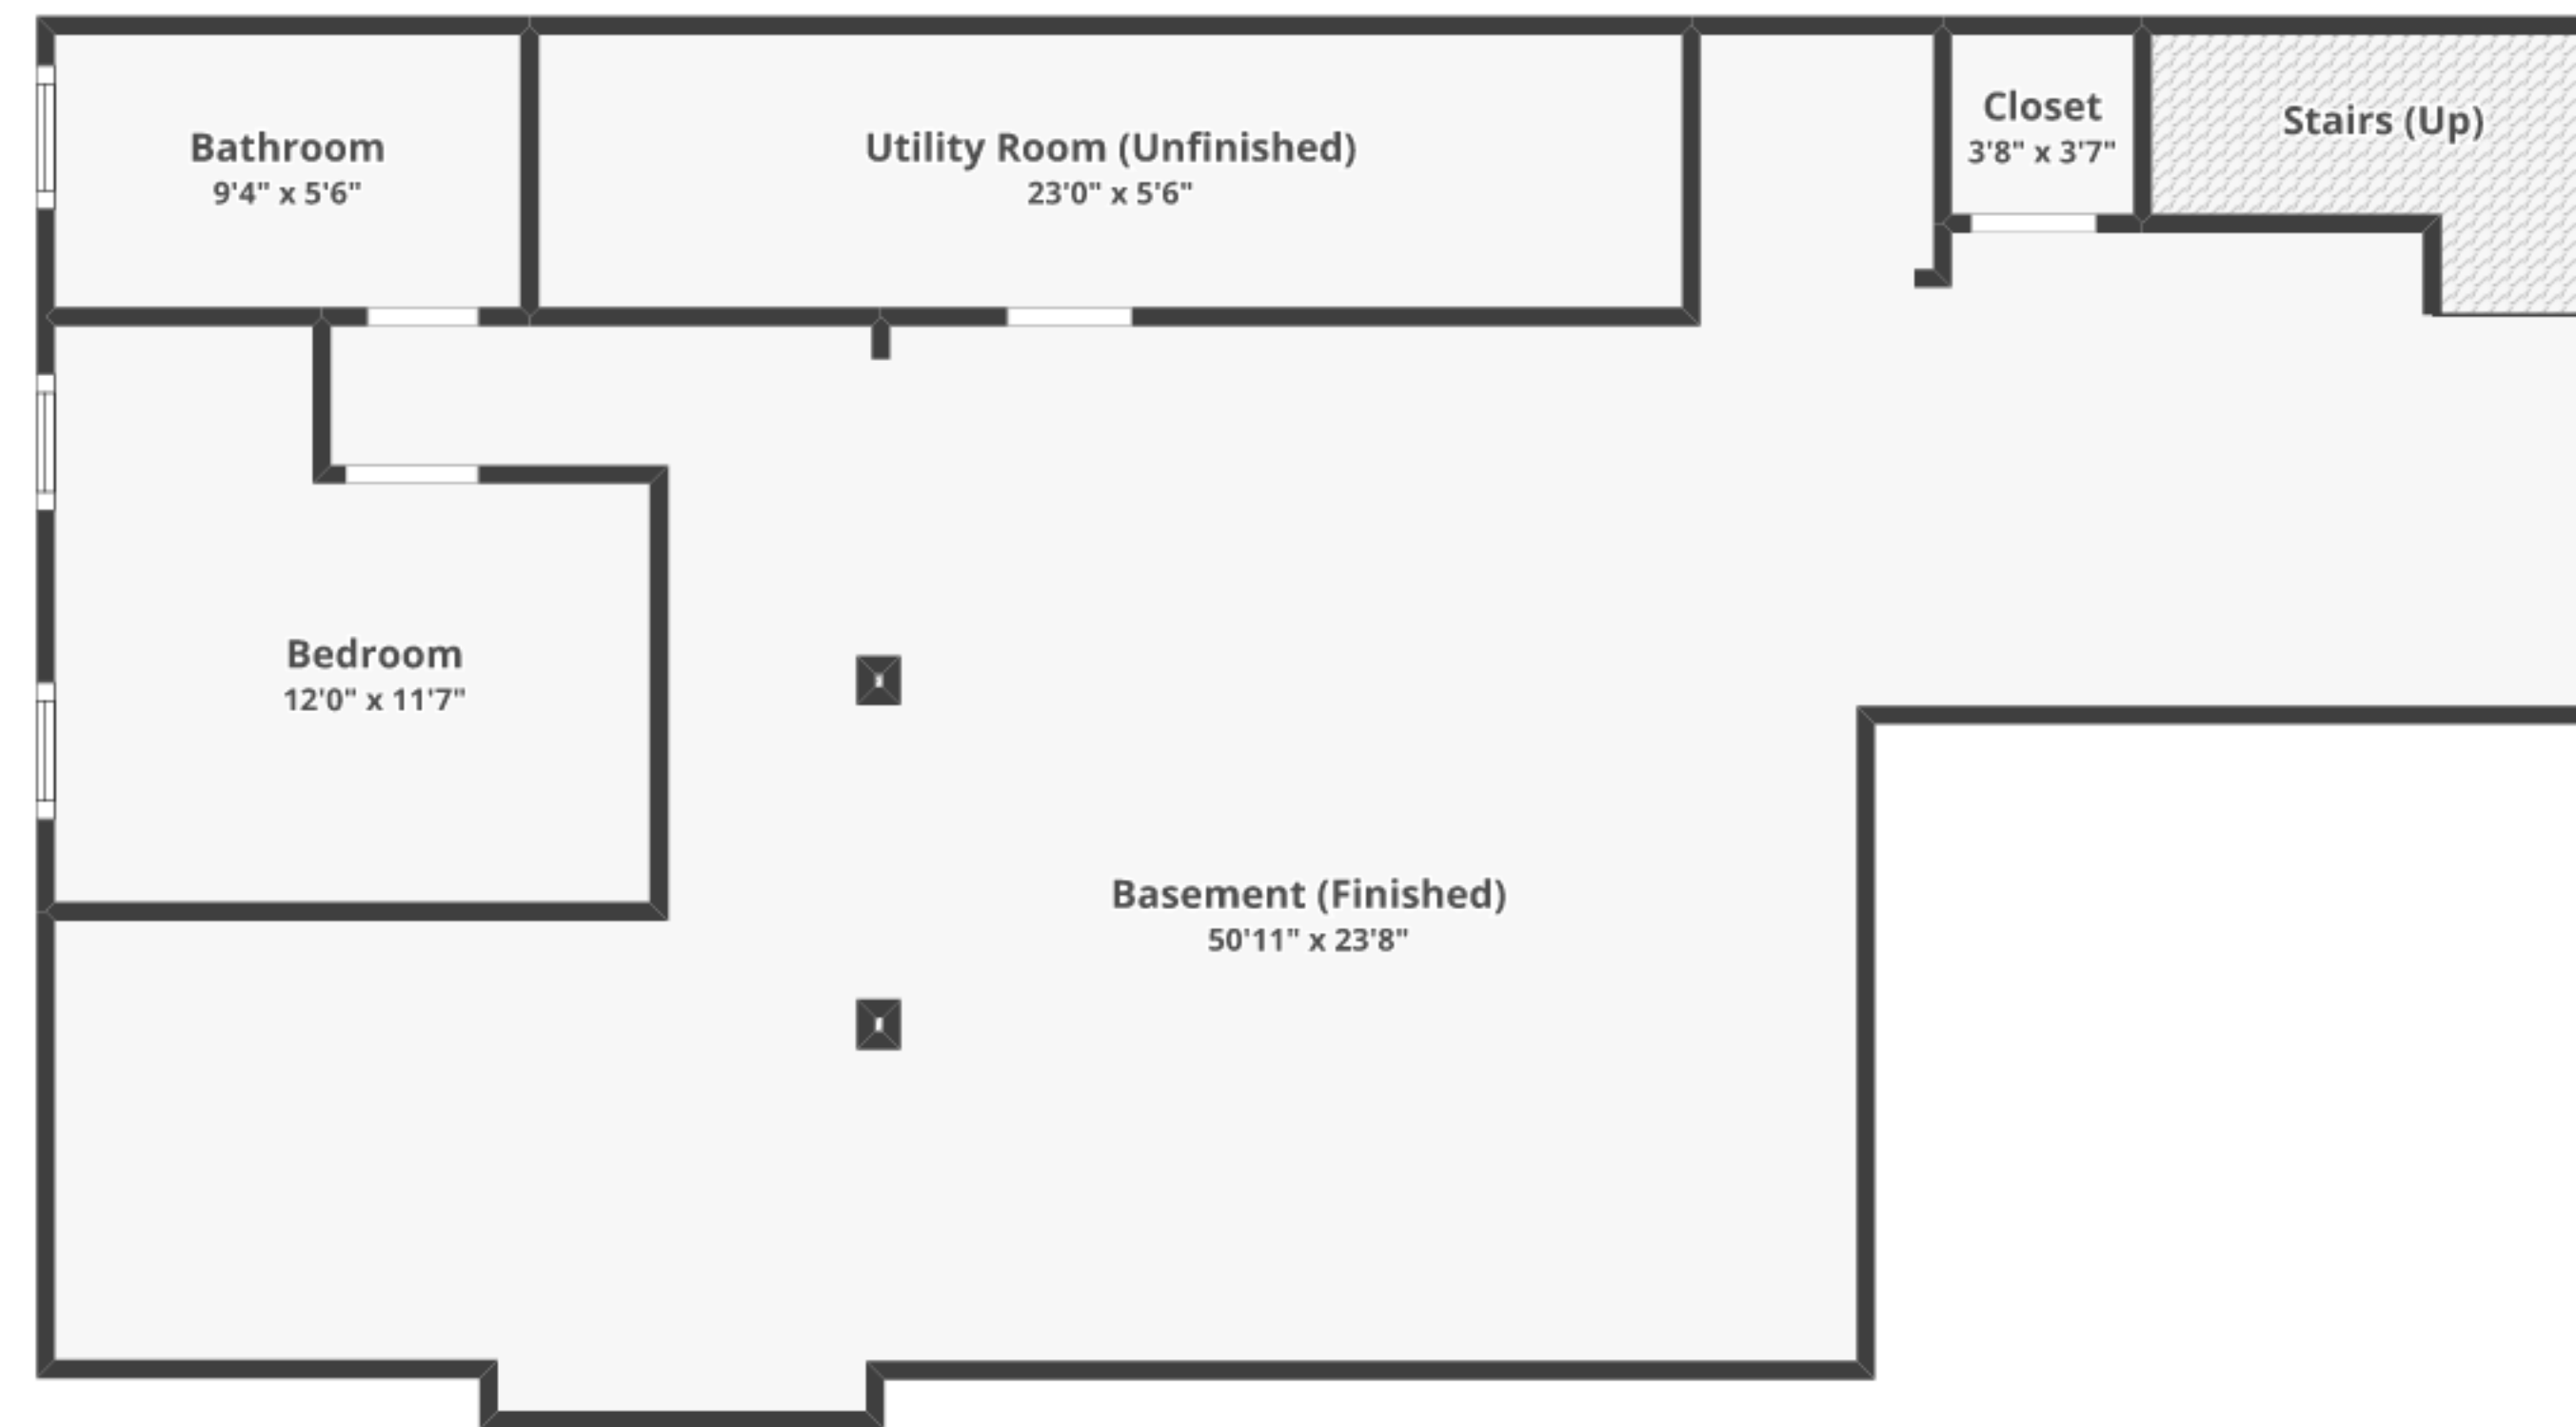 Bathroom
9'4" x 5'6"
Utility Room (Unfinished)
23'0" x 5'6"
Closet
3'8" x 3'7"
Stairs (Up)
Bedroom
12'0" x 11'7"
Basement (Finished)
50'11" x 23'8"